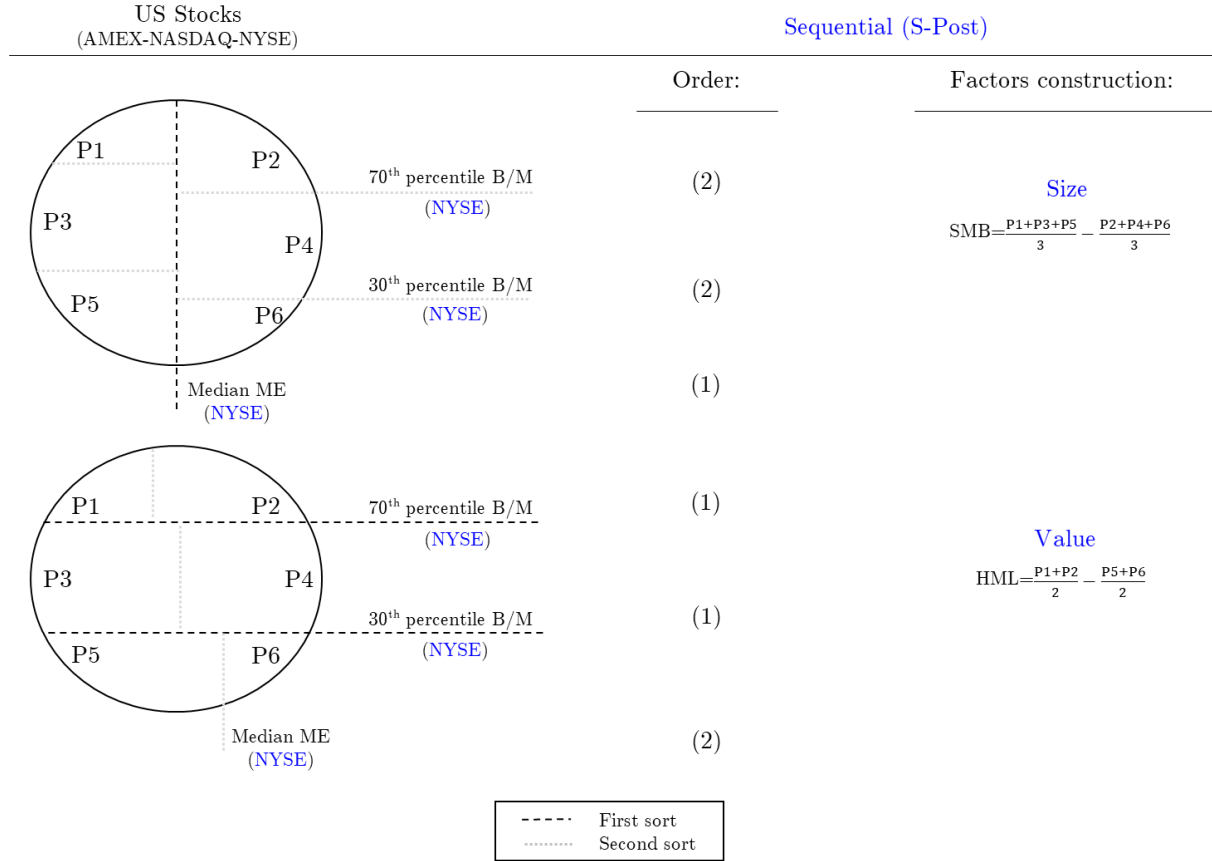 US Stocks
(AMEX-NASDAQ-NYSE)
Sequential (S-Post)
Order:
Factors construction:
P1
P2
70th percentile B/M
(NYSE)
(2)
Size
P3
P4
SMB=P1+P3+P5/3 − P2+P4+P6/3
30th percentile B/M
(NYSE)
(2)
P5
P6
Median ME
(NYSE)
(1)
P1
P2
70th percentile B/M
(NYSE)
(1)
Value
P3
P4
HML=P1+P2/2 − P5+P6/2
30th percentile B/M
(NYSE)
(1)
P5
P6
Median ME
(NYSE)
(2)
First sort
Second sort